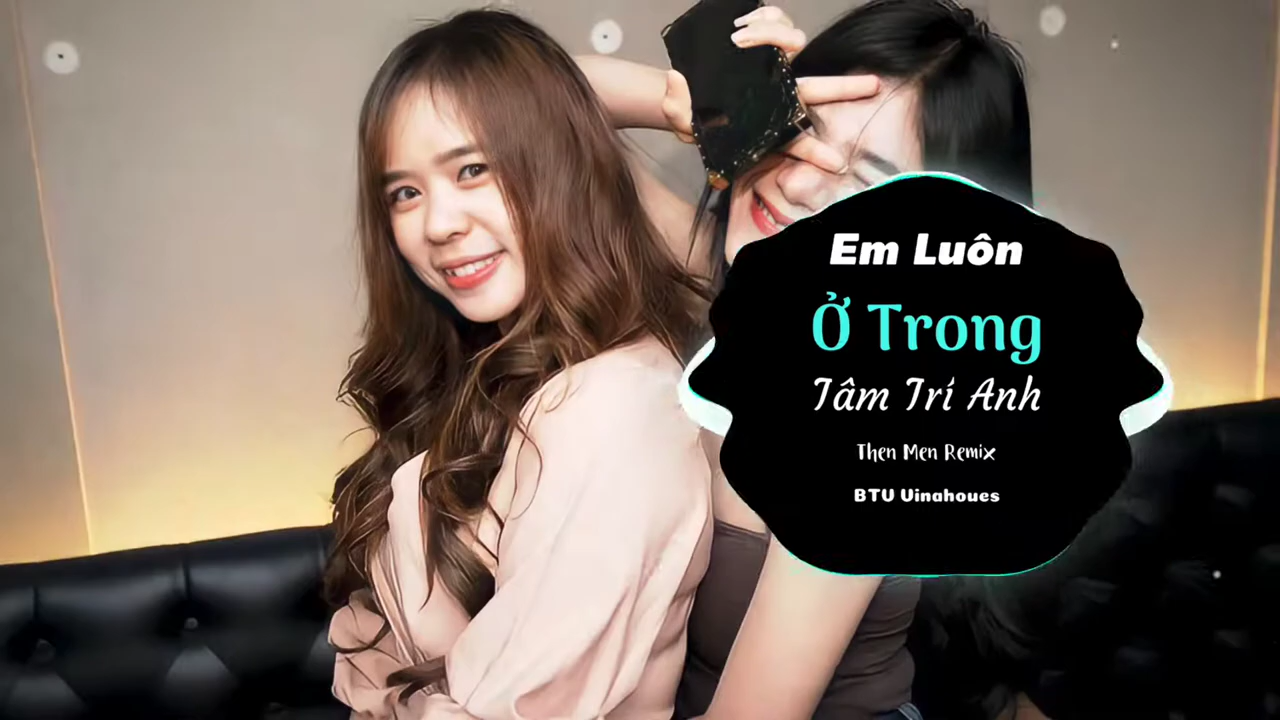 Em Luôn
Ở Trong
Tâm Trí Anh
Then Men Remix
BTU Uinahoues